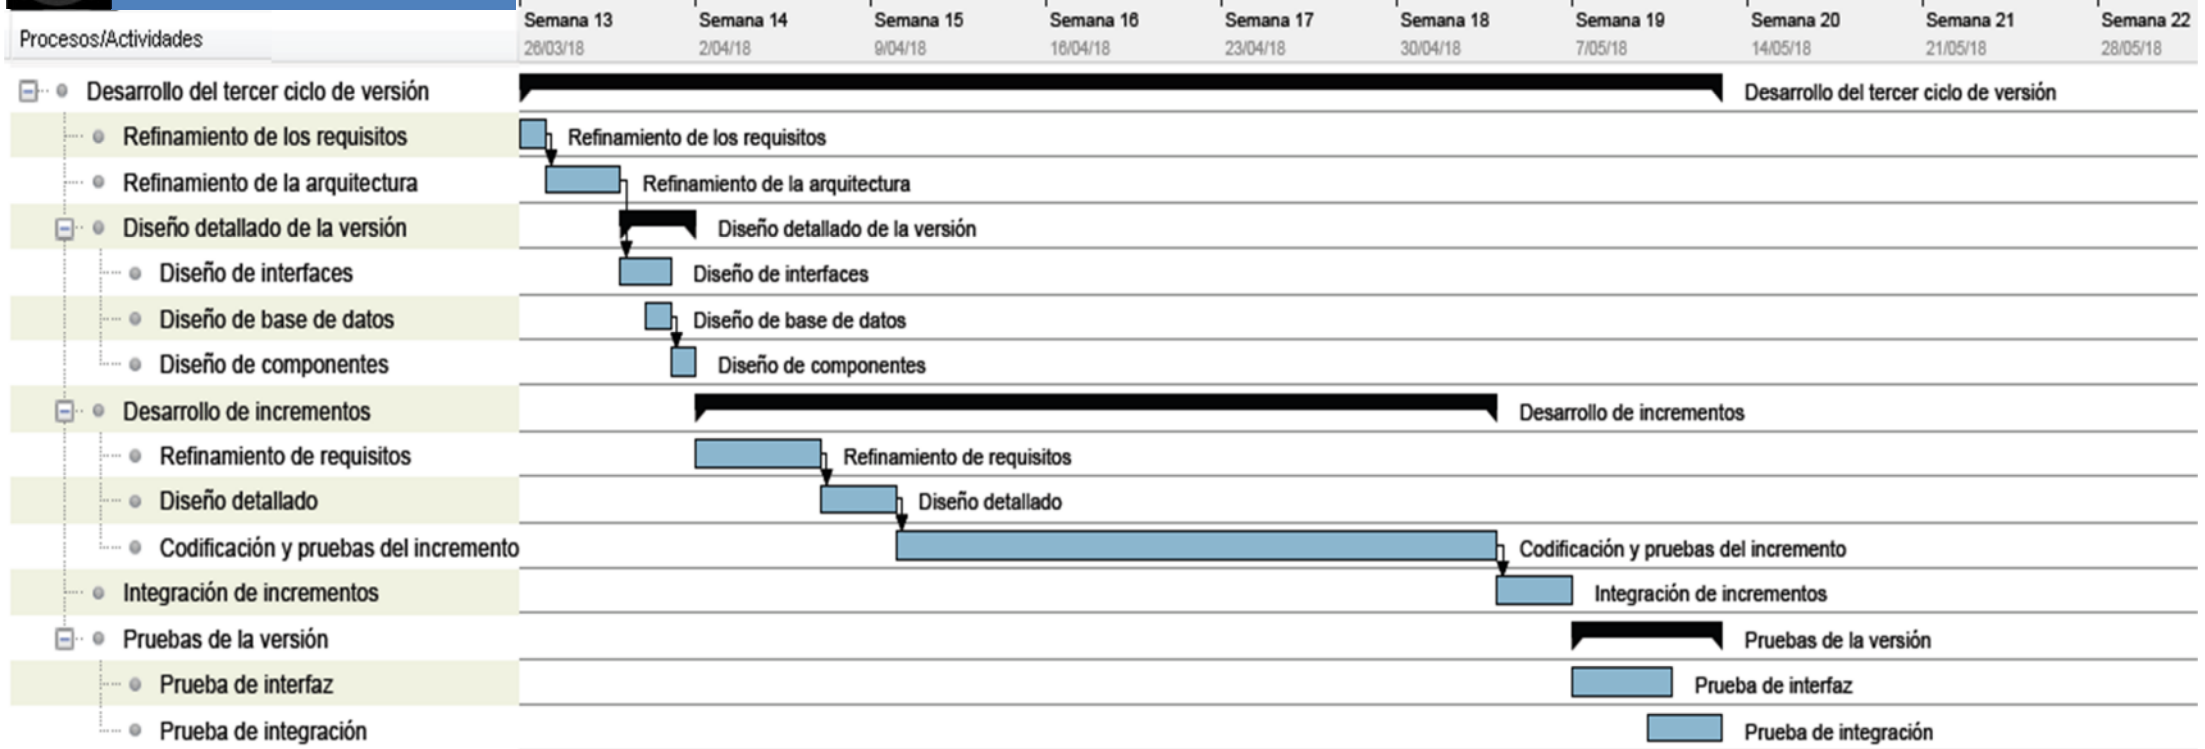 Semana 13 Semana 14 Semana 15 Semana 16 Semana 17 Semana 18 Semana 19 Semana 20 Semana 21 Semana 22
Procesos/Actividades
26/03/18 2/04/18 9/04/18 16/04/18 23/04/18 30/04/18 7/05/18 14/05/18 21/05/18 28/05/18
Desarrollo del tercer ciclo de versión Desarrollo del tercer ciclo de versión
Refinamiento de los requisitos Refinamiento de los requisitos
Refinamiento de la arquitectura Refinamiento de la arquitectura
Diseño detallado de la versión Diseño detallado de la versión
Diseño de interfaces Diseño de interfaces
Diseño de base de datos Diseño de base de datos
Diseño de componentes Diseño de componentes
Desarrollo de incrementos Desarrollo de incrementos
Refinamiento de requisitos Refinamiento de requisitos
Diseño detallado Diseño detallado
Codificación y pruebas del incremento Codificación y pruebas del incremento
Integración de incrementos Integración de incrementos
Pruebas de la versión Pruebas de la versión
Prueba de interfaz Prueba de interfaz
Prueba de integración Prueba de integración